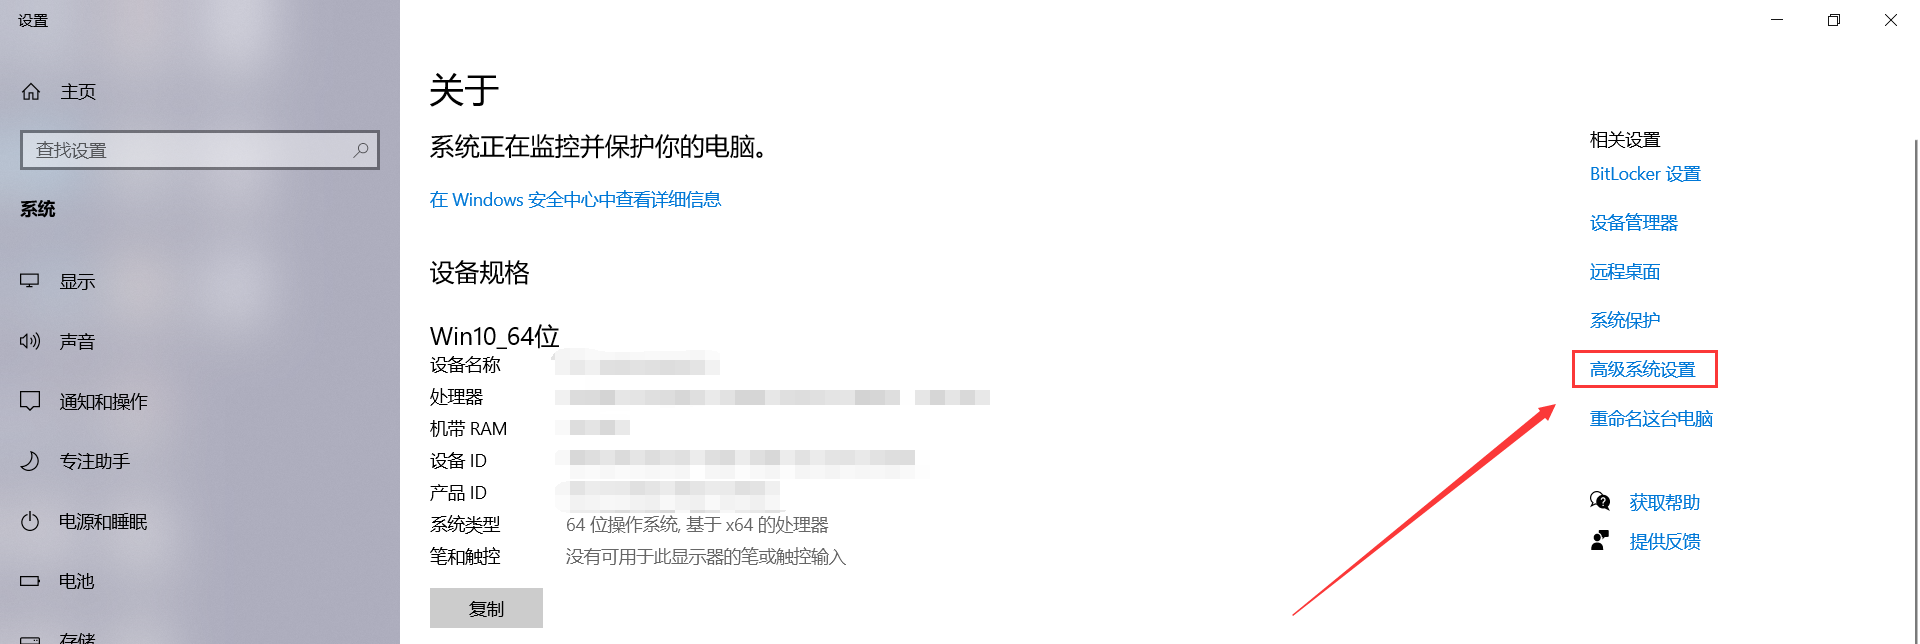 设置
主页
查找设置
系统
显示
声音
通知和操作
专注助手
电源和睡眠
电池
存储
关于
系统正在监控并保护你的电脑。
在 Windows 安全中心中查看详细信息
设备规格
Win10_64位
设备名称
处理器
机带 RAM
设备 ID
产品 ID
系统类型 64 位操作系统, 基于 x64 的处理器
笔和触控 没有可用于此显示器的笔或触控输入
复制
相关设置
BitLocker 设置
设备管理器
远程桌面
系统保护
高级系统设置
重命名这台电脑
获取帮助
提供反馈